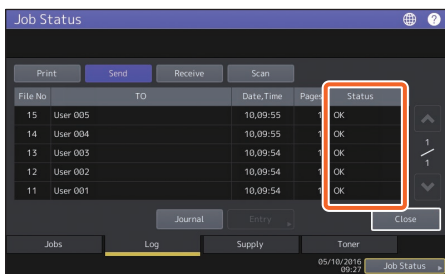 Job Status
Print Send Receive Scan
File No TO Date,Time Pages Status
15 User 005 10,09:55 1 OK
14 User 004 10,09:55 1 OK
13 User 003 10,09:54 1 OK
12 User 002 10,09:54 1 OK
11 User 001 10,09:54 1 OK
1
1
Journal Entry Close
Jobs Log Supply Toner
05/10/2016
09:27 Job Status